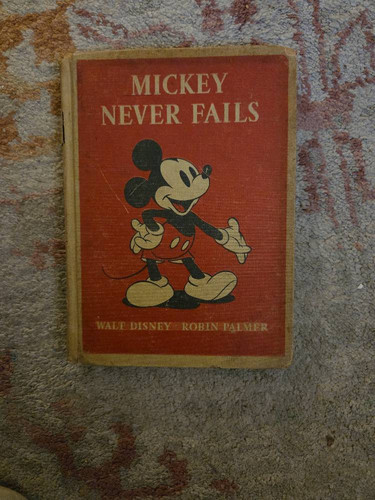 MICKEY
NEVER FAILS
WALT DISNEY ROBIN PALMER